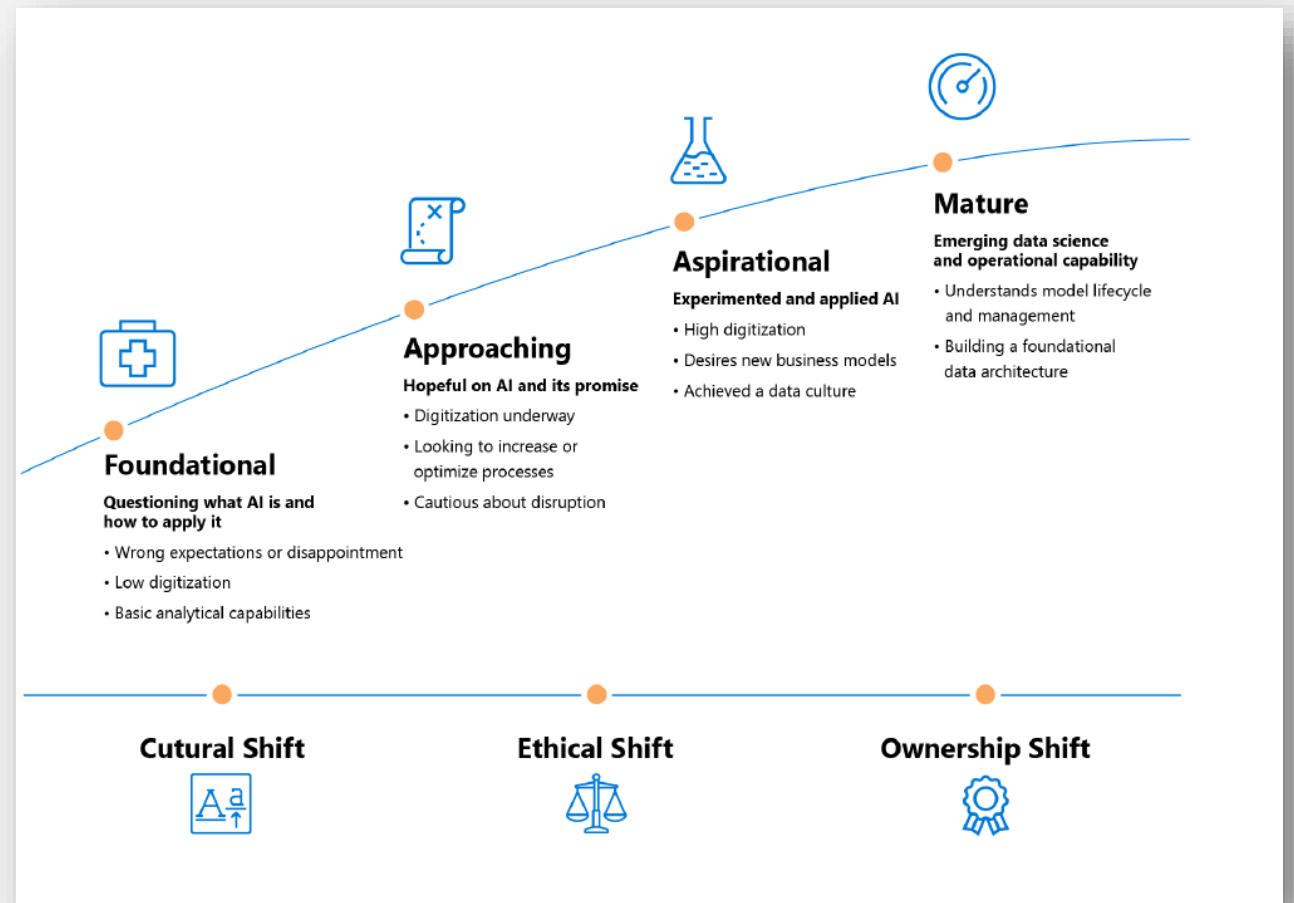 Foundational
Questioning what AI is and
how to apply it
• Wrong expectations or disappointment
• Low digitization
• Basic analytical capabilities
Approaching
Hopeful on AI and its promise
• Digitization underway
• Looking to increase or
optimize processes
• Cautious about disruption
Aspirational
Experimented and applied AI
• High digitization
• Desires new business models
• Achieved a data culture
Mature
Emerging data science
and operational capability
• Understands model lifecycle
and management
• Building a foundational
data architecture
Cutural Shift
Ethical Shift
Ownership Shift
A a